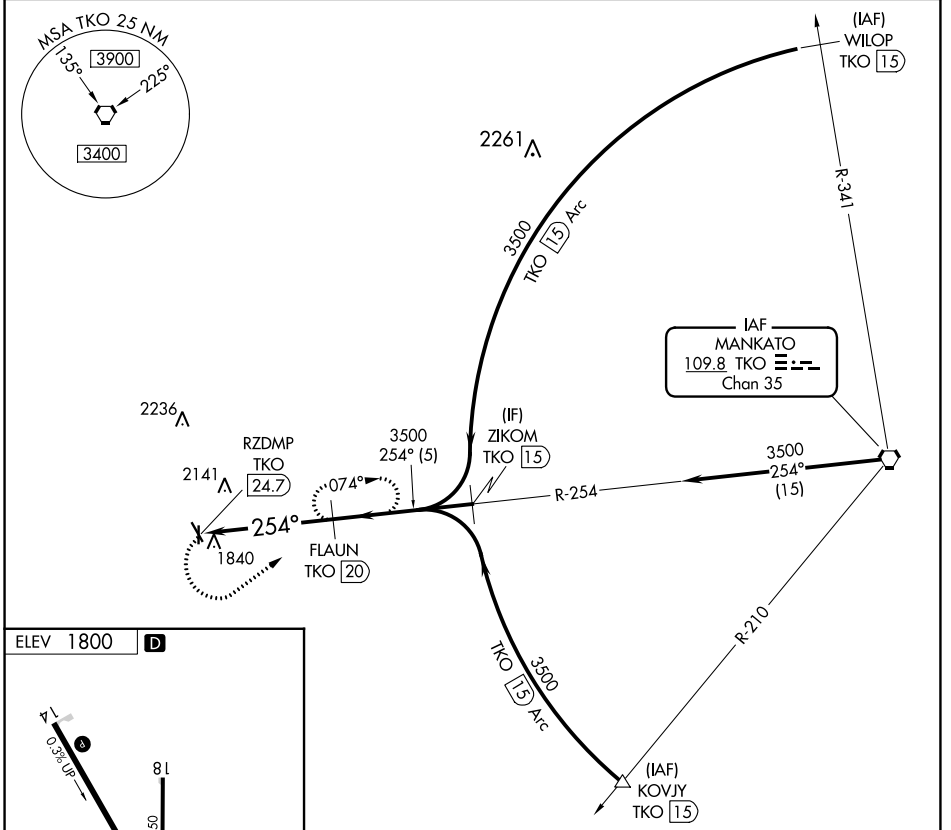 MSA TKO 25 NM
135°
3900
225°
3400
(IAF)
WILOP
TKO 15
2261
R-341
3500
TKO 15 Arc
IAF
MANKATO
109.8 TKO
Chan 35
2236
RZDMP
TKO
24.7
2141
3500
254° (5)
(IF)
ZIKOM
TKO 15
3500
254°
(15)
R-254
074°
254°
1840
FLAUN
TKO 20
R-210
3500
TKO 15 Arc
(IAF)
KOVJY
TKO 15
ELEV 1800 D
14
P
0.3% UP
18
50